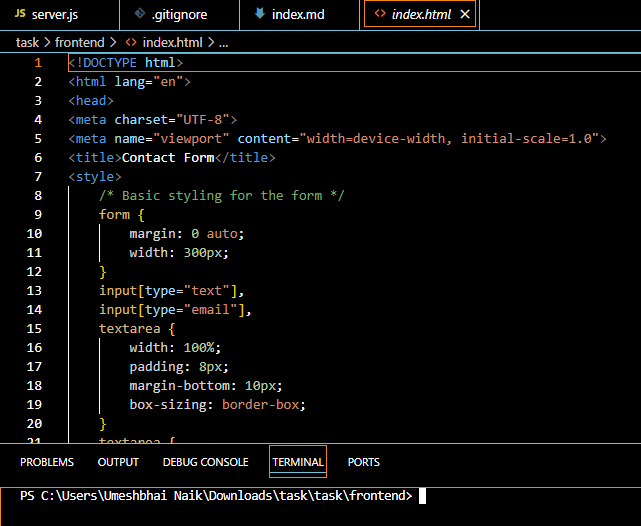 JS server.js .gitignore index.md <> index.html ×
task > frontend > <> index.html > ...
1 <!DOCTYPE html>
2 <html lang="en">
3 <head>
4 <meta charset="UTF-8">
5 <meta name="viewport" content="width=device-width, initial-scale=1.0">
6 <title>Contact Form</title>
7 <style>
8 /* Basic styling for the form */
9 form {
10 margin: 0 auto;
11 width: 300px;
12 }
13 input[type="text"],
14 input[type="email"],
15 textarea {
16 width: 100%;
17 padding: 8px;
18 margin-bottom: 10px;
19 box-sizing: border-box;
20 }
21 textarea {
PROBLEMS OUTPUT DEBUG CONSOLE TERMINAL PORTS
PS C:\Users\Umeshbhai Naik\Downloads\task\task\frontend>